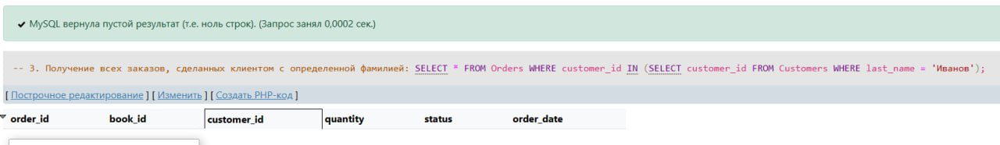 ✔ MySQL вернула пустой результат (т.е. ноль строк). (Запрос занял 0,0002 сек.)
-- 3. Получение всех заказов, сделанных клиентом с определенной фамилией: SELECT * FROM Orders WHERE customer_id IN (SELECT customer_id FROM Customers WHERE last_name = 'Иванов');
[ Построчное редактирование ] [ Изменить ] [ Создать PHP-код ]
order_id book_id customer_id quantity status order_date